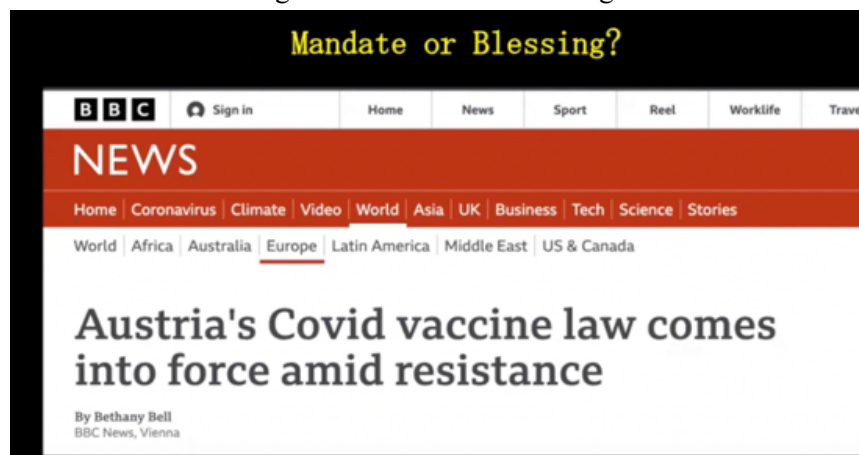 Mandate or Blessing?
BBC Sign in Home News Sport Reel Worklife Trave
NEWS
Home Coronavirus Climate Video World Asia UK Business Tech Science Stories
World Africa Australia Europe Latin America Middle East US & Canada
Austria's Covid vaccine law comes
into force amid resistance
By Bethany Bell
BBC News, Vienna